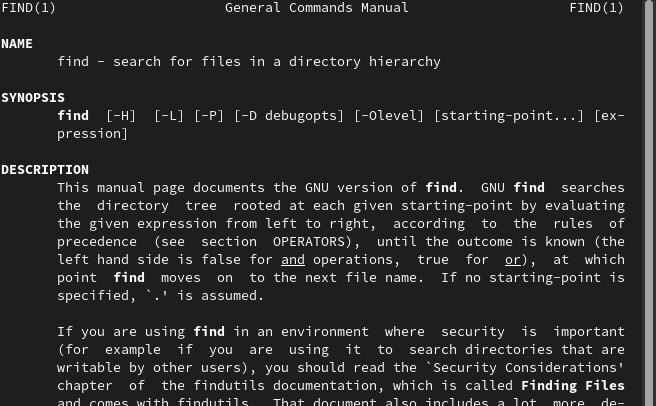 FIND(1) General Commands Manual FIND(1)
NAME
find - search for files in a directory hierarchy
SYNOPSIS
find [-H] [-L] [-P] [-D debugopts] [-Olevel] [starting-point...] [ex-
pression]
DESCRIPTION
This manual page documents the GNU version of find. GNU find searches
the directory tree rooted at each given starting-point by evaluating
the given expression from left to right, according to the rules of
precedence (see section OPERATORS), until the outcome is known (the
left hand side is false for and operations, true for or), at which
point find moves on to the next file name. If no starting-point is
specified, `.' is assumed.
If you are using find in an environment where security is important
(for example if you are using it to search directories that are
writable by other users), you should read the `Security Considerations'
chapter of the findutils documentation, which is called Finding Files
and comes with findutils. That document also includes a lot more de-